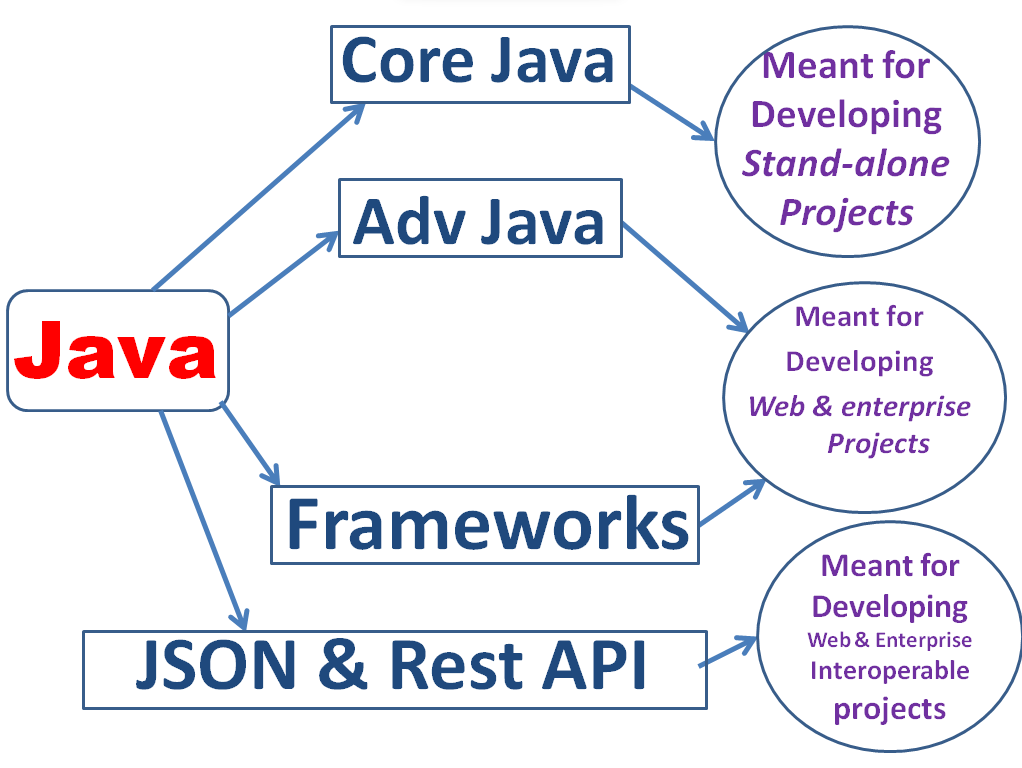 Core Java
Meant for
Developing
Stand-alone
Projects
Adv Java
Java
Meant for
Developing
Web & enterprise
Projects
Frameworks
Meant for
Developing
Web & Enterprise
Interoperable
projects
JSON & Rest API